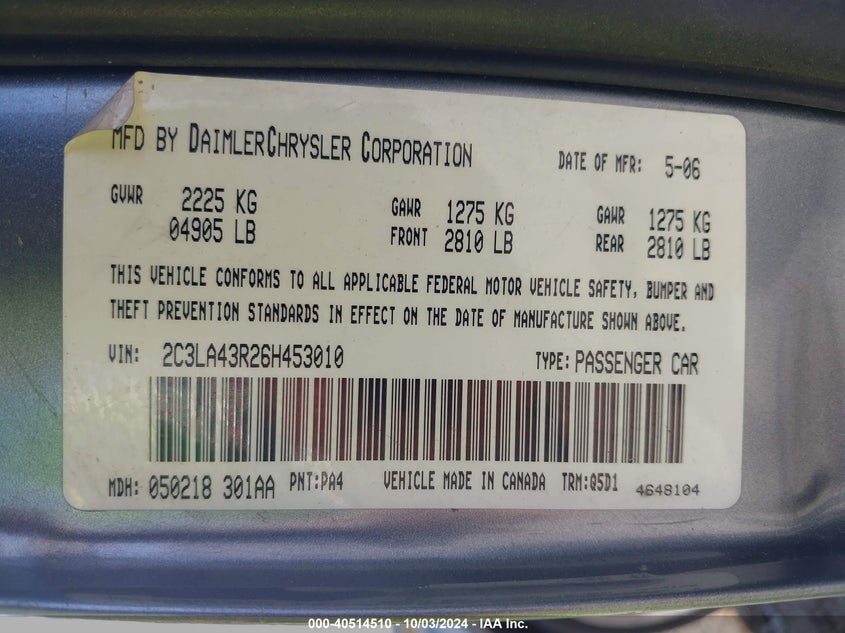 MFD BY DAIMLERCHRYSLER CORPORATION DATE OF MFR: 5-06
GVWR 2225 KG GAWR 1275 KG GAWR 1275 KG
04905 LB FRONT 2810 LB REAR 2810 LB
THIS VEHICLE CONFORMS TO ALL APPLICABLE FEDERAL MOTOR VEHICLE SAFETY, BUMPER AND
THEFT PREVENTION STANDARDS IN EFFECT ON THE DATE OF MANUFACTURE SHOWN ABOVE.
VIN: 2C3LA43R26H453010 TYPE: PASSENGER CAR
MDH: 050218 301AA PNT:PA4 VEHICLE MADE IN CANADA TRM:Q5D1 4648104
000-40514510 - 10/03/2024 - IAA Inc.